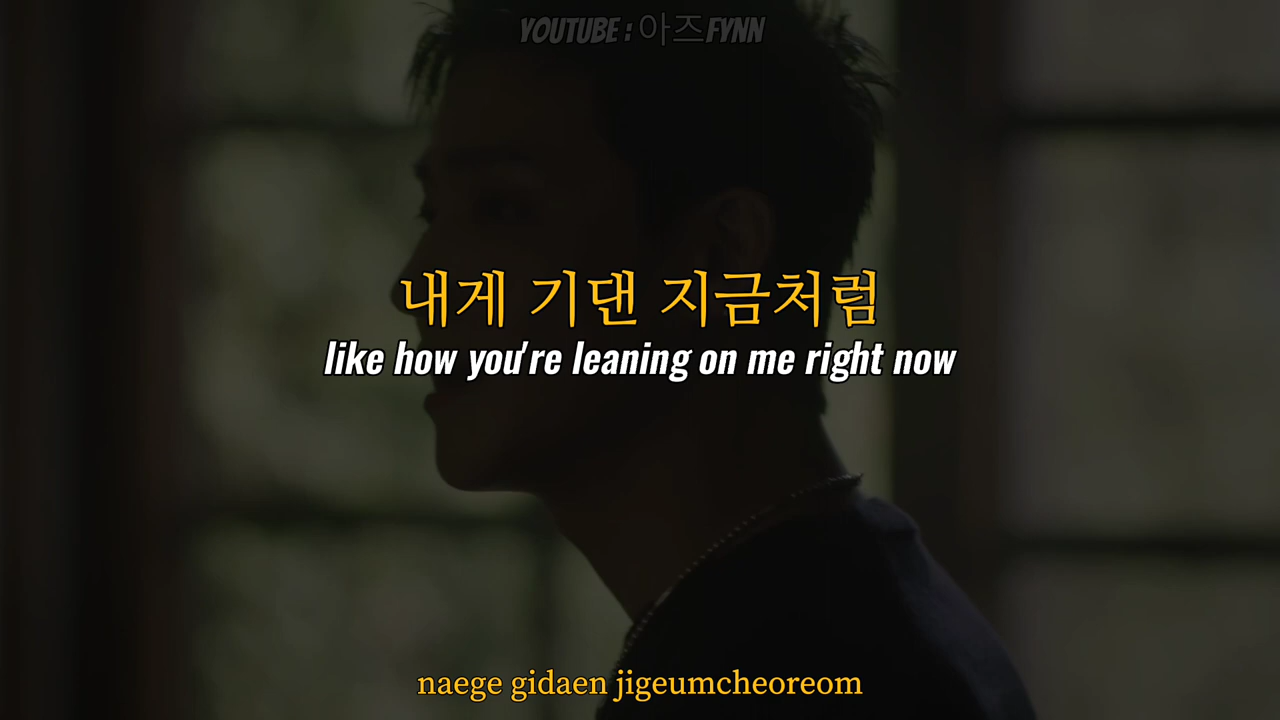 YOUTUBE : 아즈FYNN
내게 기댄 지금처럼
like how you're leaning on me right now
naege gidaen jigeumcheoreom